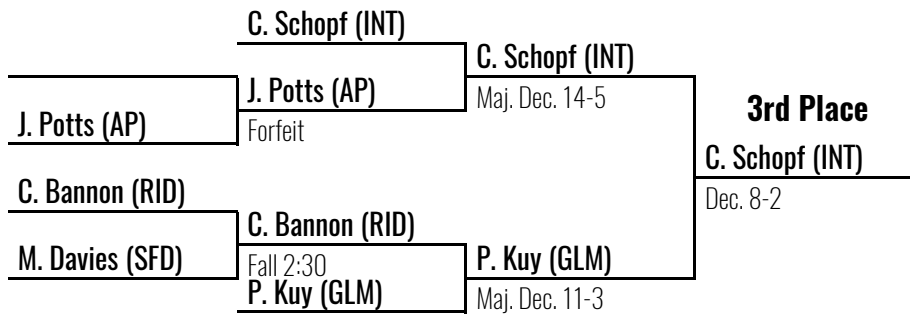 C. Schopf (INT)
C. Schopf (INT)
J. Potts (AP)
Maj. Dec. 14-5
3rd Place
J. Potts (AP)
Forfeit
C. Schopf (INT)
C. Bannon (RID)
Dec. 8-2
C. Bannon (RID)
M. Davies (SFD)
Fall 2:30
P. Kuy (GLM)
P. Kuy (GLM)
Maj. Dec. 11-3